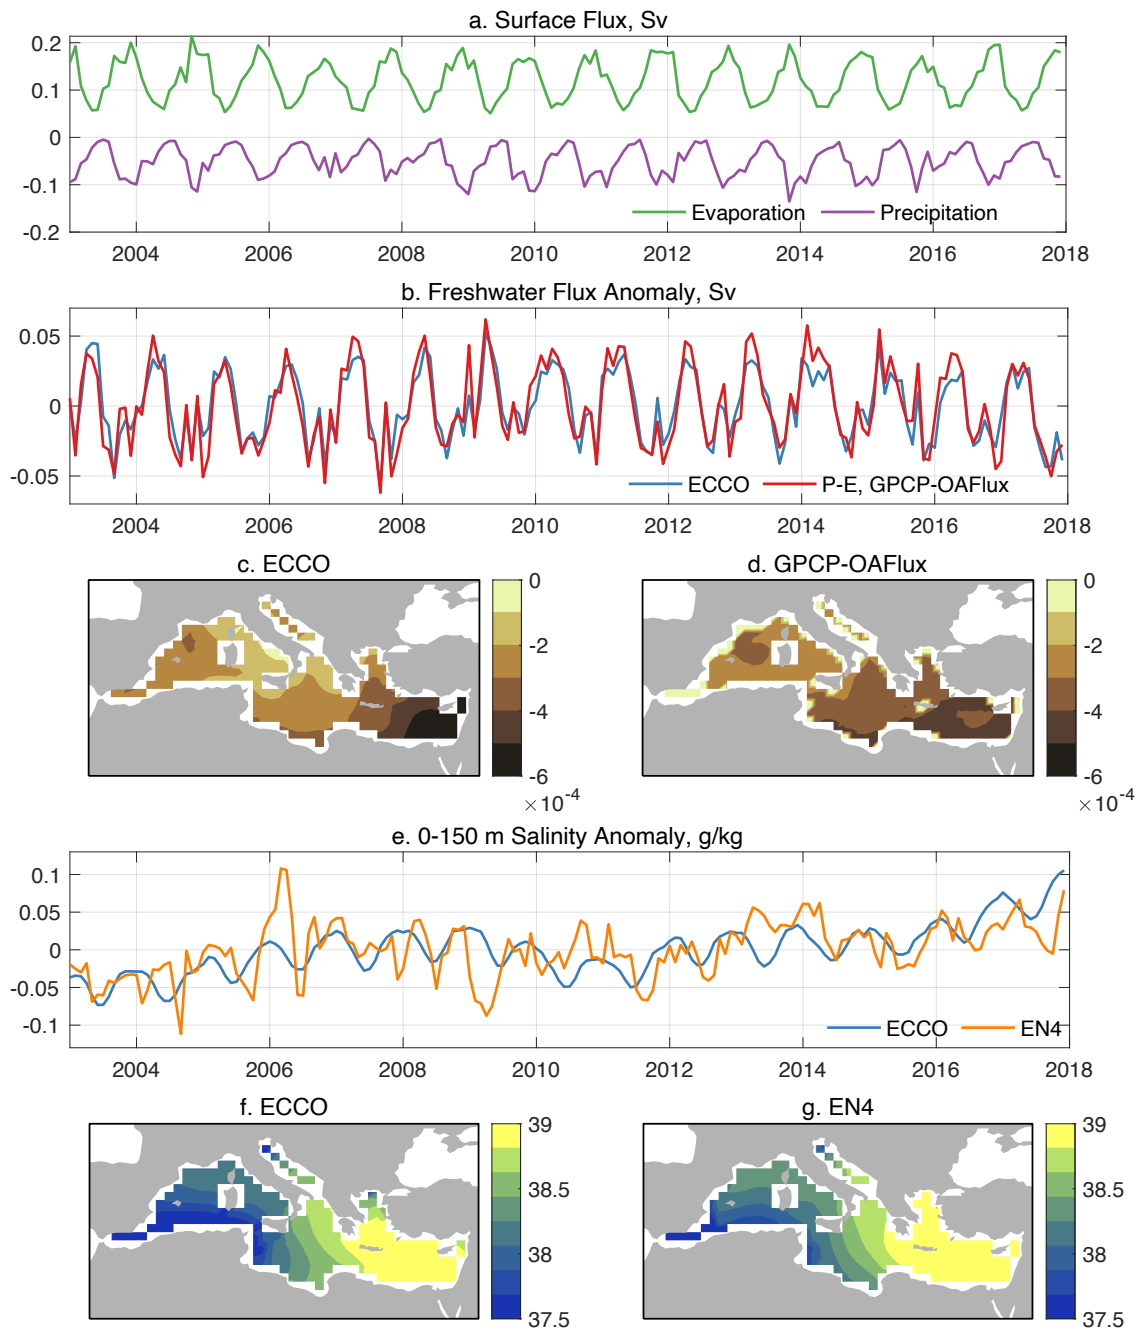 a. Surface Flux, Sv
0.2
0.1
0
-0.1
-0.2
Evaporation
Precipitation
2004 2006 2008 2010 2012 2014 2016 2018
b. Freshwater Flux Anomaly, Sv
0.05
0
-0.05
ECCO
P-E, GPCP-OAFlux
2004 2006 2008 2010 2012 2014 2016 2018
c. ECCO
0
-2
-4
-6
×10-4
d. GPCP-OAFlux
0
-2
-4
-6
×10-4
e. 0-150 m Salinity Anomaly, g/kg
0.1
0.05
0
-0.05
-0.1
ECCO
EN4
2004 2006 2008 2010 2012 2014 2016 2018
f. ECCO
39
38.5
38
37.5
g. EN4
39
38.5
38
37.5